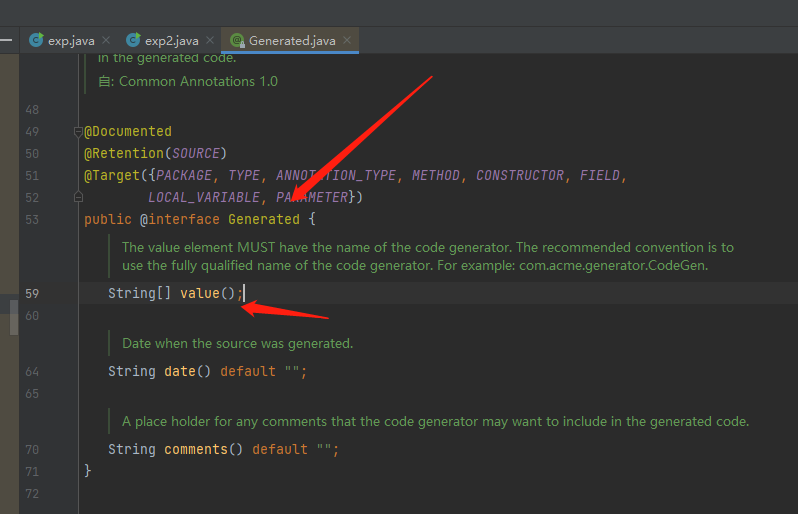 exp.java × exp2.java × Generated.java ×
in the generated code.
自: Common Annotations 1.0
48
49 @Documented
50 @Retention(SOURCE)
51 @Target({PACKAGE, TYPE, ANNOTATION_TYPE, METHOD, CONSTRUCTOR, FIELD,
52 LOCAL_VARIABLE, PARAMETER})
53 public @interface Generated {
The value element MUST have the name of the code generator. The recommended convention is to
use the fully qualified name of the code generator. For example: com.acme.generator.CodeGen.
59 String[] value();
60
Date when the source was generated.
64 String date() default "";
65
A place holder for any comments that the code generator may want to include in the generated code.
70 String comments() default "";
71 }
72